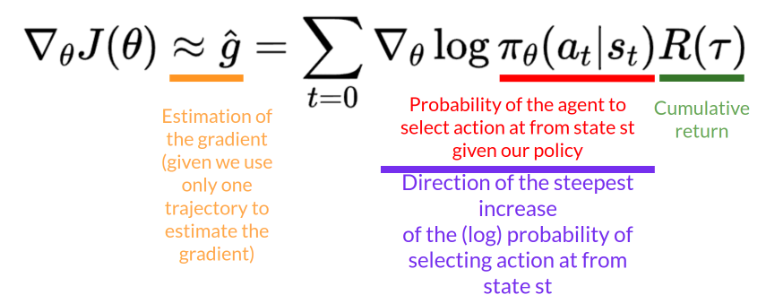 ∇θJ(θ) ≈ ĝ = ∑t=0 ∇θ log πθ(at|st)R(τ)
Estimation of
the gradient
(given we use
only one
trajectory to
estimate the
gradient)
Probability of the agent to
select action at from state st
given our policy
Cumulative
return
Direction of the steepest
increase
of the (log) probability of
selecting action at from
state st